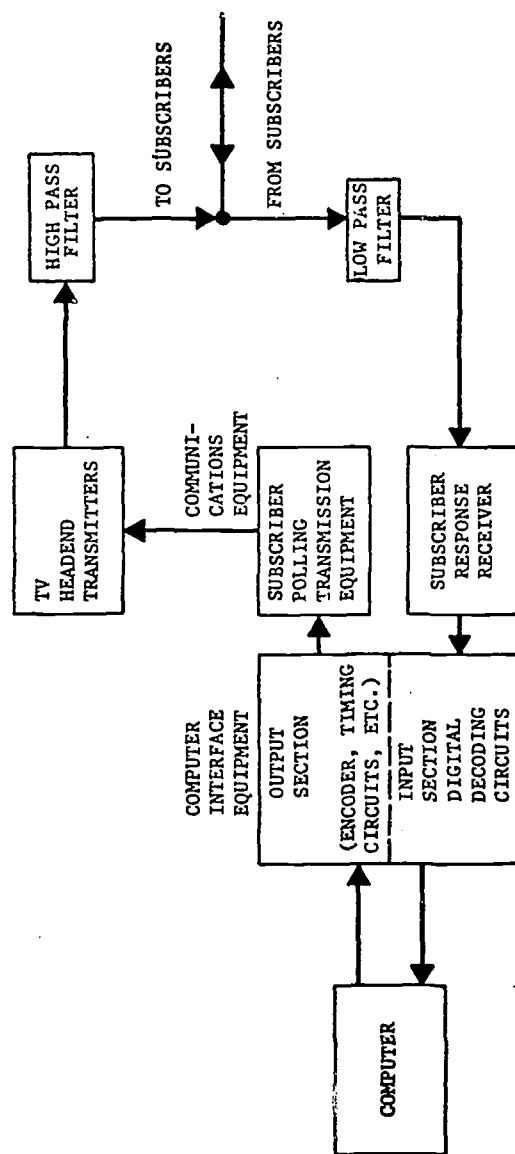 COMPUTER
COMPUTER
INTERFACE
EQUIPMENT
OUTPUT
SECTION
(ENCODER, TIMING
CIRCUITS, ETC.)
INPUT
SECTION
DIGITAL
DECODING
CIRCUITS
TV
HEADEND
TRANSMITTERS
COMMUNI-
CATIONS
EQUIPMENT
SUBSCRIBER
POLLING
TRANSMISSION
EQUIPMENT
SUBSCRIBER
RESPONSE
RECEIVER
HIGH PASS
FILTER
TO SUBSCRIBERS
FROM SUBSCRIBERS
LOW PASS
FILTER